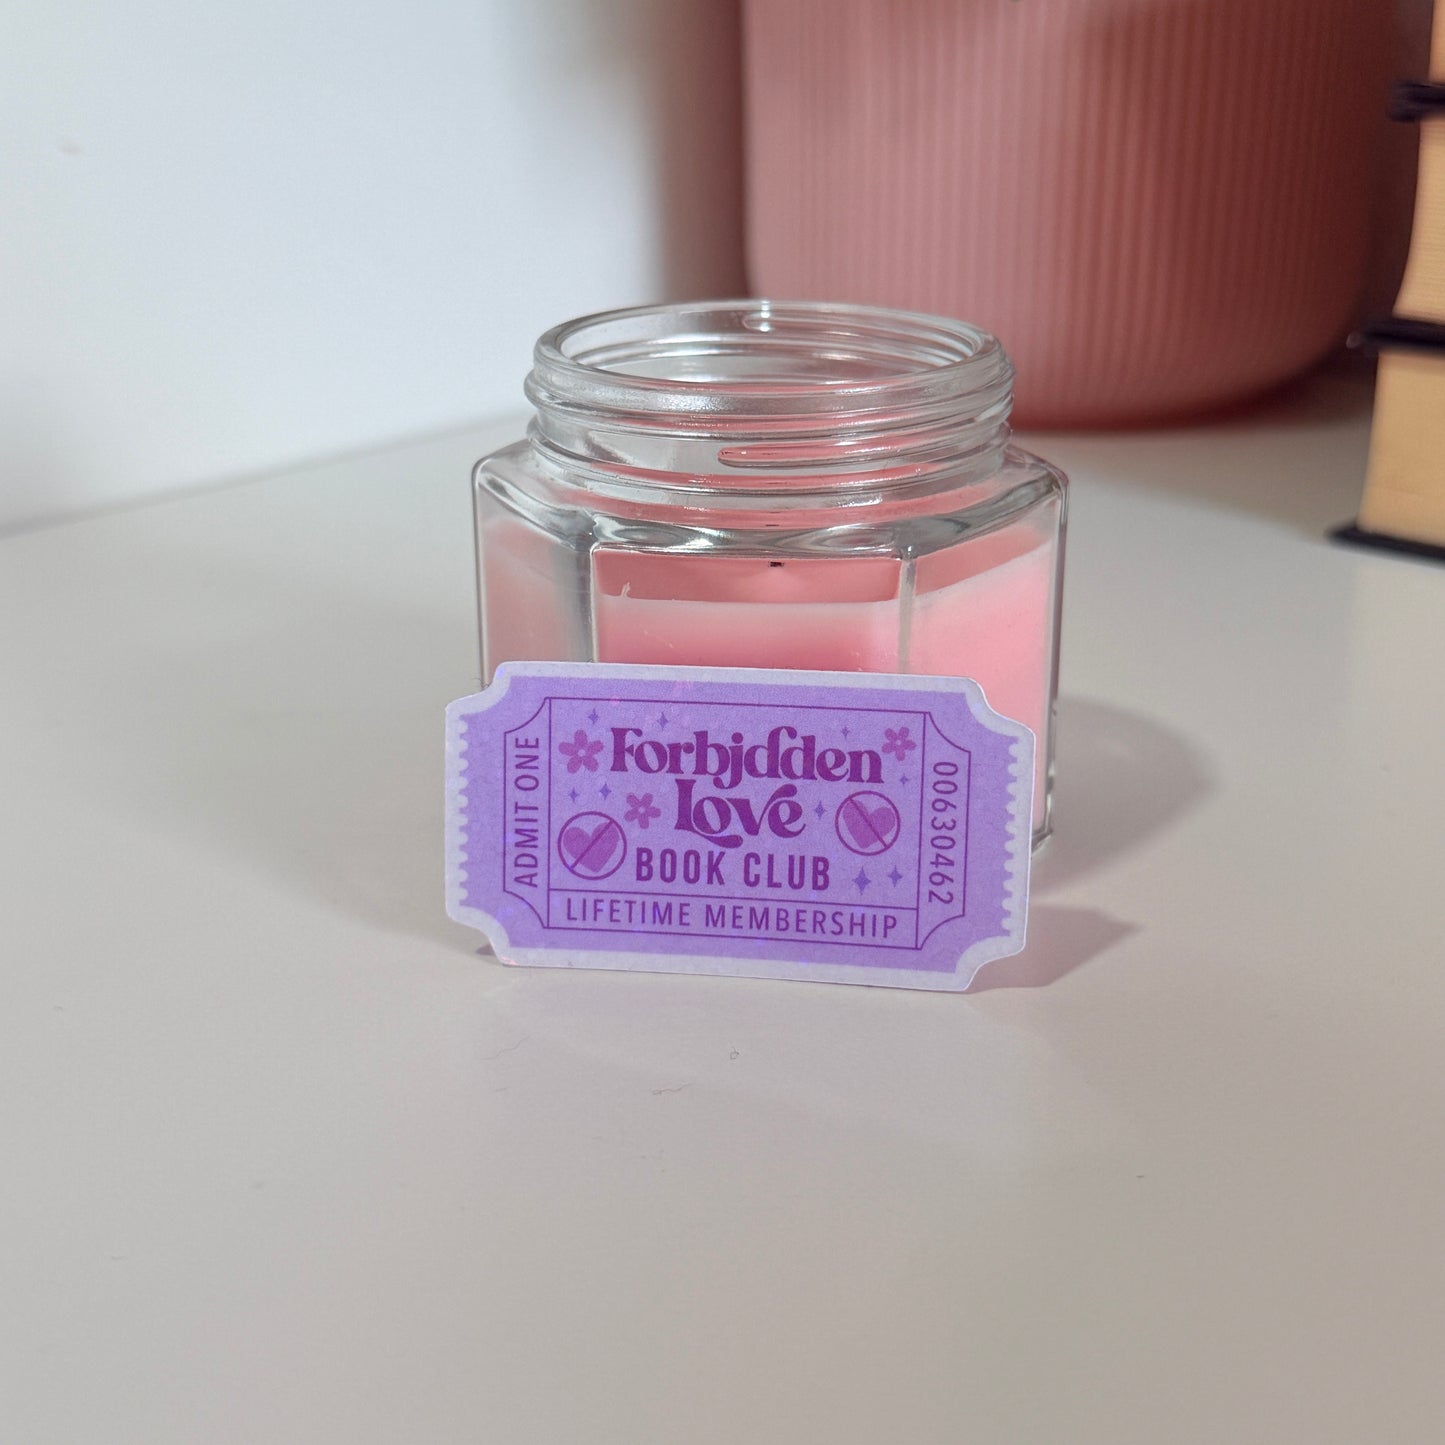 ADMIT ONE
Forbidden
Love
BOOK CLUB
LIFETIME MEMBERSHIP
00630462